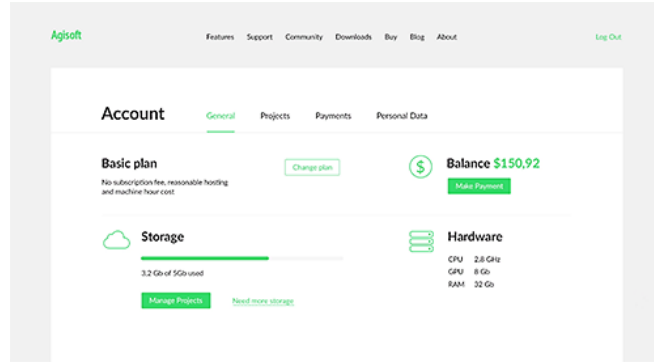 Agisoft
Features Support Community Downloads Buy Blog About
Log Out
Account
General Projects Payments Personal Data
Basic plan
No subscription fee, reasonable hosting
and machine hour cost
Change plan
$
Balance $150,92
Make Payment
Storage
3,2 Gb of 5Gb used
Manage Projects
Need more storage
Hardware
CPU 2.8 GHz
GPU 8 Gb
RAM 32 Gb